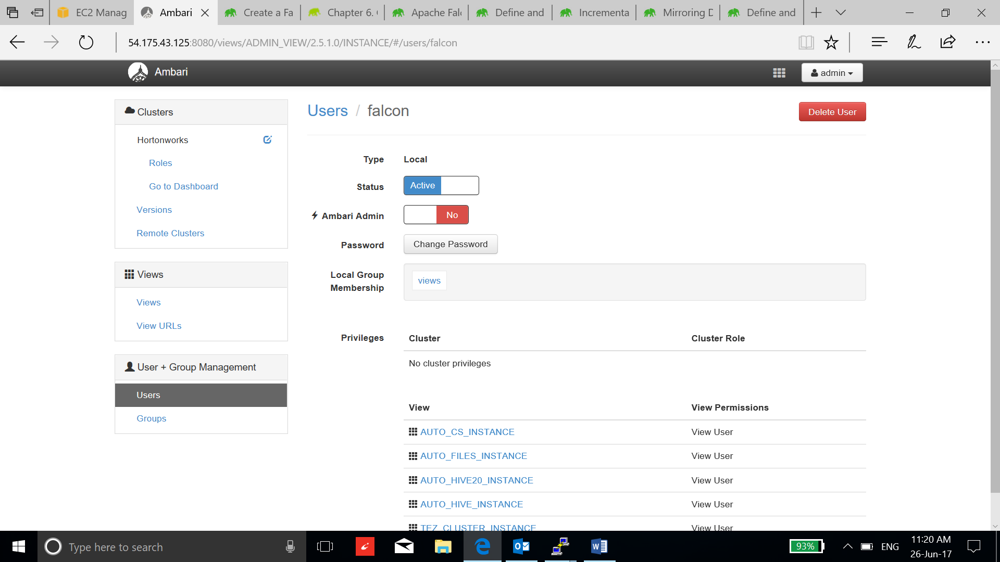 EC2 Manag
Ambari
Create a Fa
Chapter 6.
Apache Falc
Define and
Incrementa
Mirroring D
Define and
54.175.43.125:8080/views/ADMIN_VIEW/2.5.1.0/INSTANCE/#/users/falcon
Ambari
admin
Clusters
Hortonworks
Roles
Go to Dashboard
Versions
Remote Clusters
Views
Views
View URLs
User + Group Management
Users
Groups
Users / falcon
Delete User
Type Local
Status Active
Ambari Admin No
Password Change Password
Local Group Membership
views
Privileges
Cluster Cluster Role
No cluster privileges
View View Permissions
AUTO_CS_INSTANCE View User
AUTO_FILES_INSTANCE View User
AUTO_HIVE20_INSTANCE View User
AUTO_HIVE_INSTANCE View User
TEZ_CLUSTER_INSTANCE View User
Type here to search
93%
ENG
11:20 AM
26-Jun-17